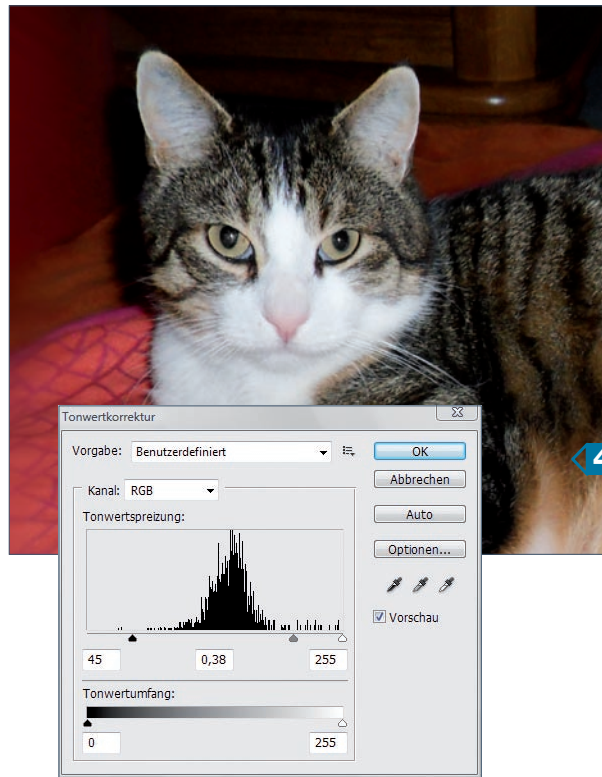 4
Tonwertkorrektur
Vorgabe: Benutzerdefiniert
OK
Abbrechen
Kanal: RGB
Auto
Tonwertspreizung:
Optionen...
Vorschau
45 0,38 255
Tonwertumfang:
0 255